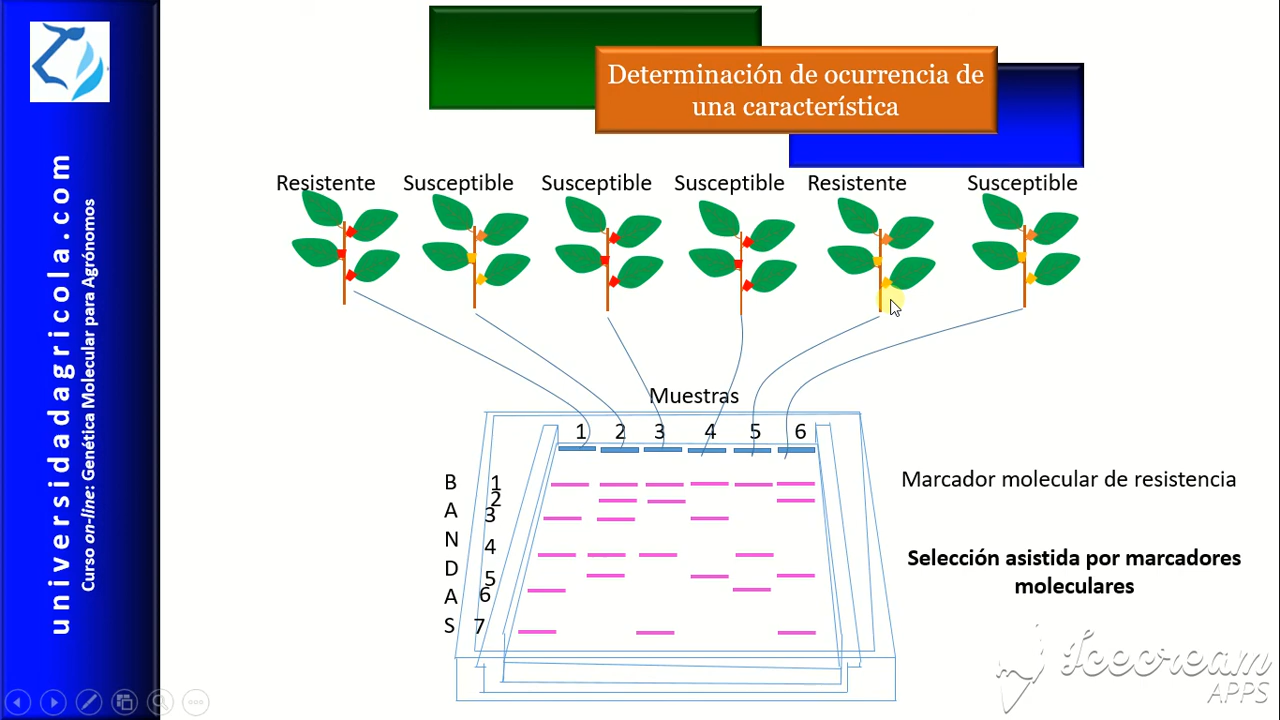 universidadagricola.com
Curso on-line: Genética Molecular para Agrónomos
Determinación de ocurrencia de
una característica
Resistente Susceptible Susceptible Susceptible Resistente Susceptible
Muestras
1 2 3 4 5 6
B 1
2
A 3
N 4
D 5
A 6
S 7
Marcador molecular de resistencia
Selección asistida por marcadores
moleculares
Icecream
APPS